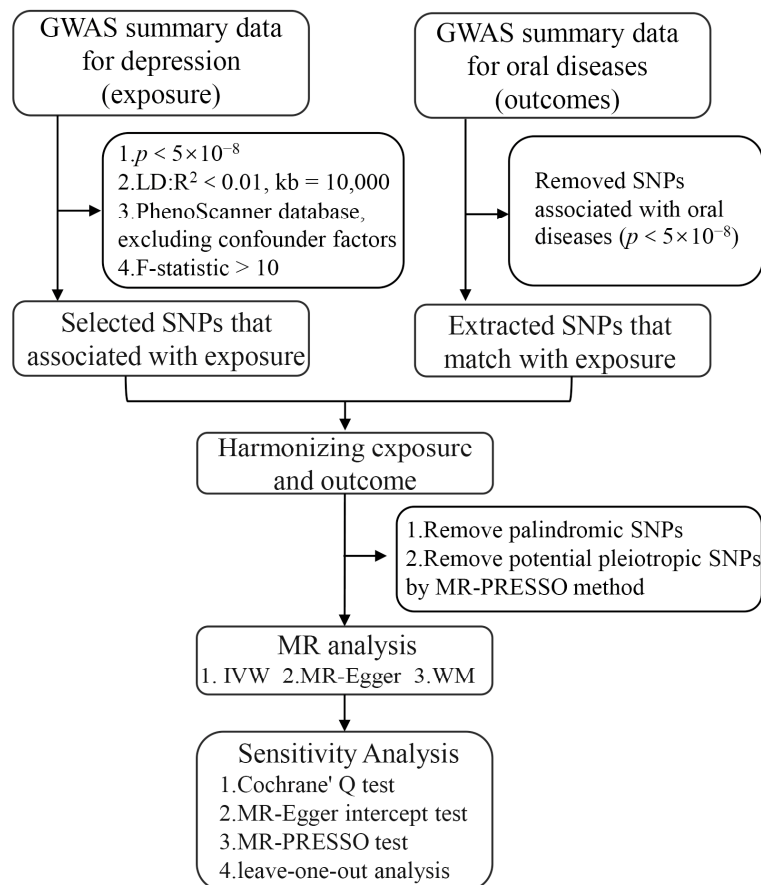 GWAS summary data
for depression
(exposure)
GWAS summary data
for oral diseases
(outcomes)
1.p < 5×10⁻⁸
2.LD:R² < 0.01, kb = 10,000
3.PhenoScanner database,
excluding confounder factors
4.F-statistic > 10
Removed SNPs
associated with oral
diseases (p < 5×10⁻⁸)
Selected SNPs that
associated with exposure
Extracted SNPs that
match with exposure
Harmonizing exposure
and outcome
1.Remove palindromic SNPs
2.Remove potential pleiotropic SNPs
by MR-PRESSO method
MR analysis
1. IVW 2.MR-Egger 3.WM
Sensitivity Analysis
1.Cochrane' Q test
2.MR-Egger intercept test
3.MR-PRESSO test
4.leave-one-out analysis